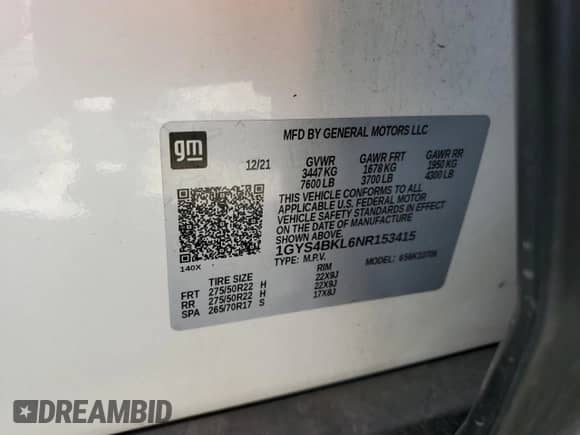 gm
MFD BY GENERAL MOTORS LLC
12/21 GVWR GAWR FRT GAWR RR
3447 KG 1678 KG 1950 KG
7600 LB 3700 LB 4300 LB
THIS VEHICLE CONFORMS TO ALL
APPLICABLE U.S. FEDERAL MOTOR
VEHICLE SAFETY STANDARDS IN EFFECT
ON THE DATE OF MANUFACTURE
1GYS4BKL6NR153415
140X
TYPE: M.P.V. MODEL:
TIRE SIZE RIM
FRT 275/50R22 H 22X9J
RR 275/50R22 H 22X9J
SPA 265/70R17 S 17X8J
DREAMBID